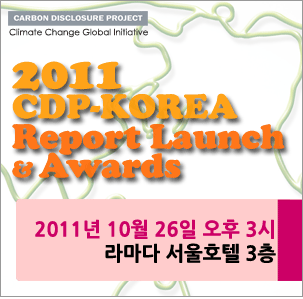 CARBON DISCLOSURE PROJECT
Climate Change Global Initiative
2011
CDP-KOREA
Report Launch
& Awards
2011년 10월 26일 오후 3시
라마다 서울호텔 3층